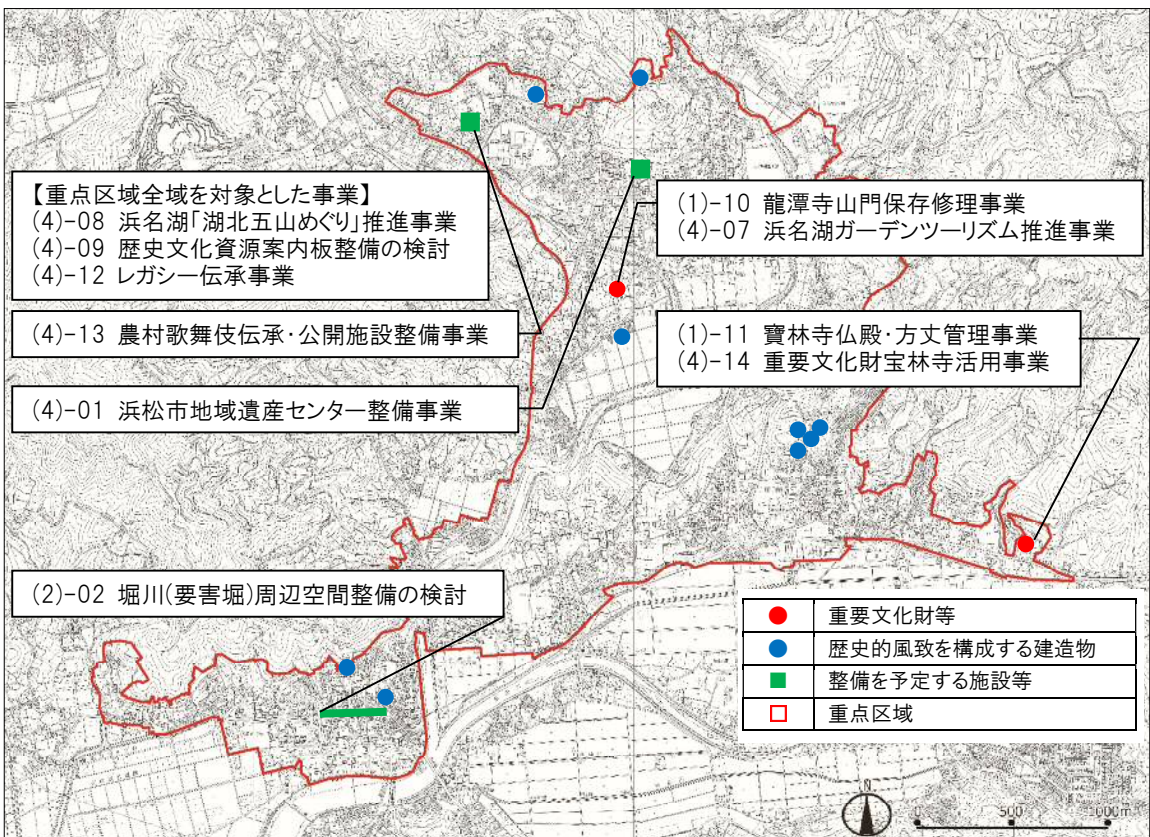 【重点区域全域を対象とした事業】
(4)-08 浜名湖「湖北五山めぐり」推進事業
(4)-09 歴史文化資源案内板整備の検討
(4)-12 レガシー伝承事業
(1)-10 龍潭寺山門保存修理事業
(4)-07 浜名湖ガーデンツーリズム推進事業
(4)-13 農村歌舞伎伝承・公開施設整備事業
(1)-11 寶林寺仏殿・方丈管理事業
(4)-14 重要文化財宝林寺活用事業
(4)-01 浜松市地域遺産センター整備事業
(2)-02 堀川(要害堀)周辺空間整備の検討
重要文化財等
歴史的風致を構成する建造物
整備を予定する施設等
重点区域
N
0 500 1000m